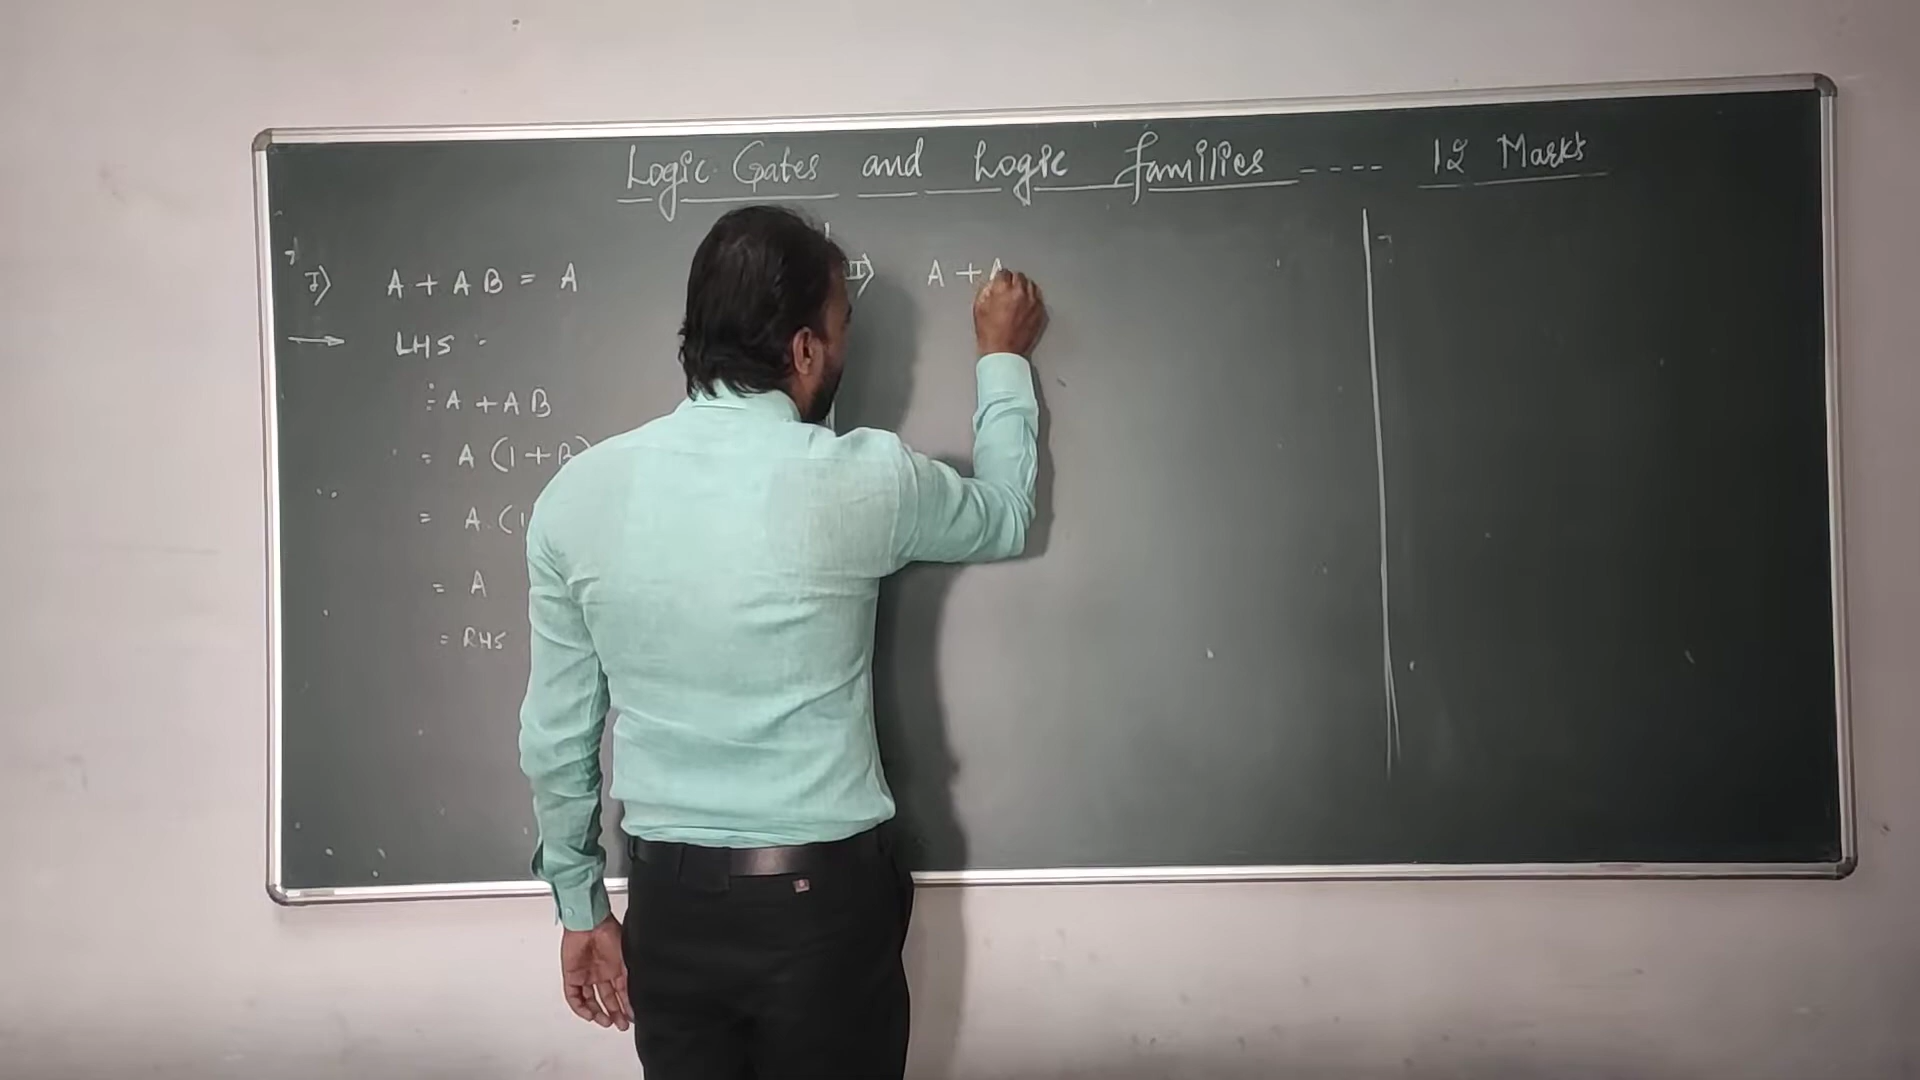 Logic Gates and Logic Families ---- 12 Marks
I) A + AB = A
→ LHS :-
∴ A + AB
= A (1 + B)
= A. (1
= A
= RHS
II) A + A